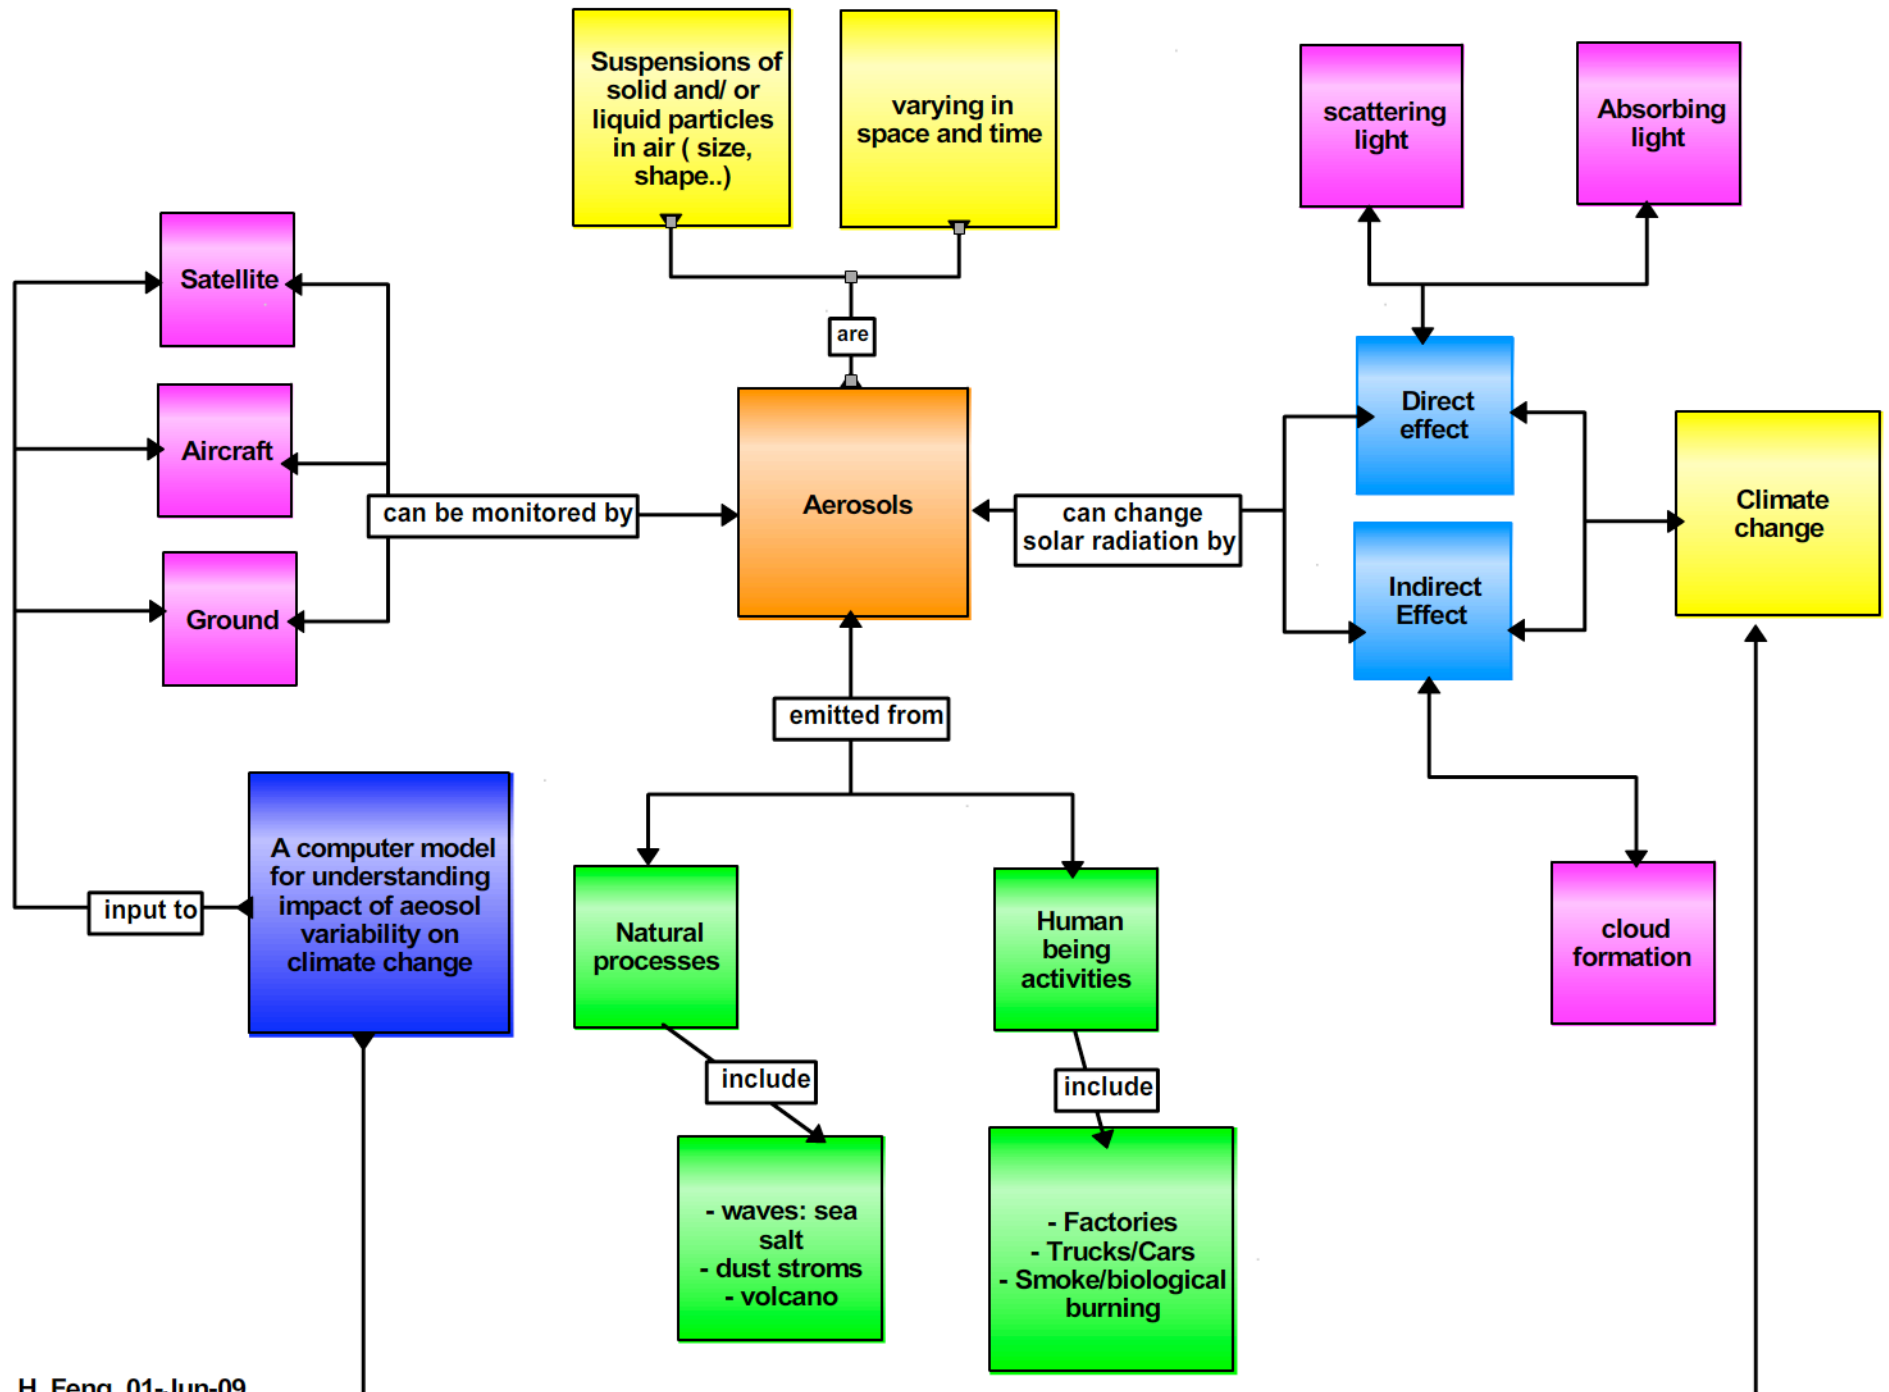 Suspensions of
solid and/ or
liquid particles
in air ( size,
shape..)
varying in
space and time
scattering
light
Absorbing
light
Satellite
Aircraft
Ground
can be monitored by
are
Aerosols
can change
solar radiation by
Direct
effect
Indirect
Effect
Climate
change
emitted from
A computer model
for understanding
impact of aeosol
variability on
climate change
input to
Natural
processes
Human
being
activities
cloud
formation
include
include
- waves: sea
salt
- dust stroms
- volcano
- Factories
- Trucks/Cars
- Smoke/biological
burning
H. Feng, 01-Jun-09